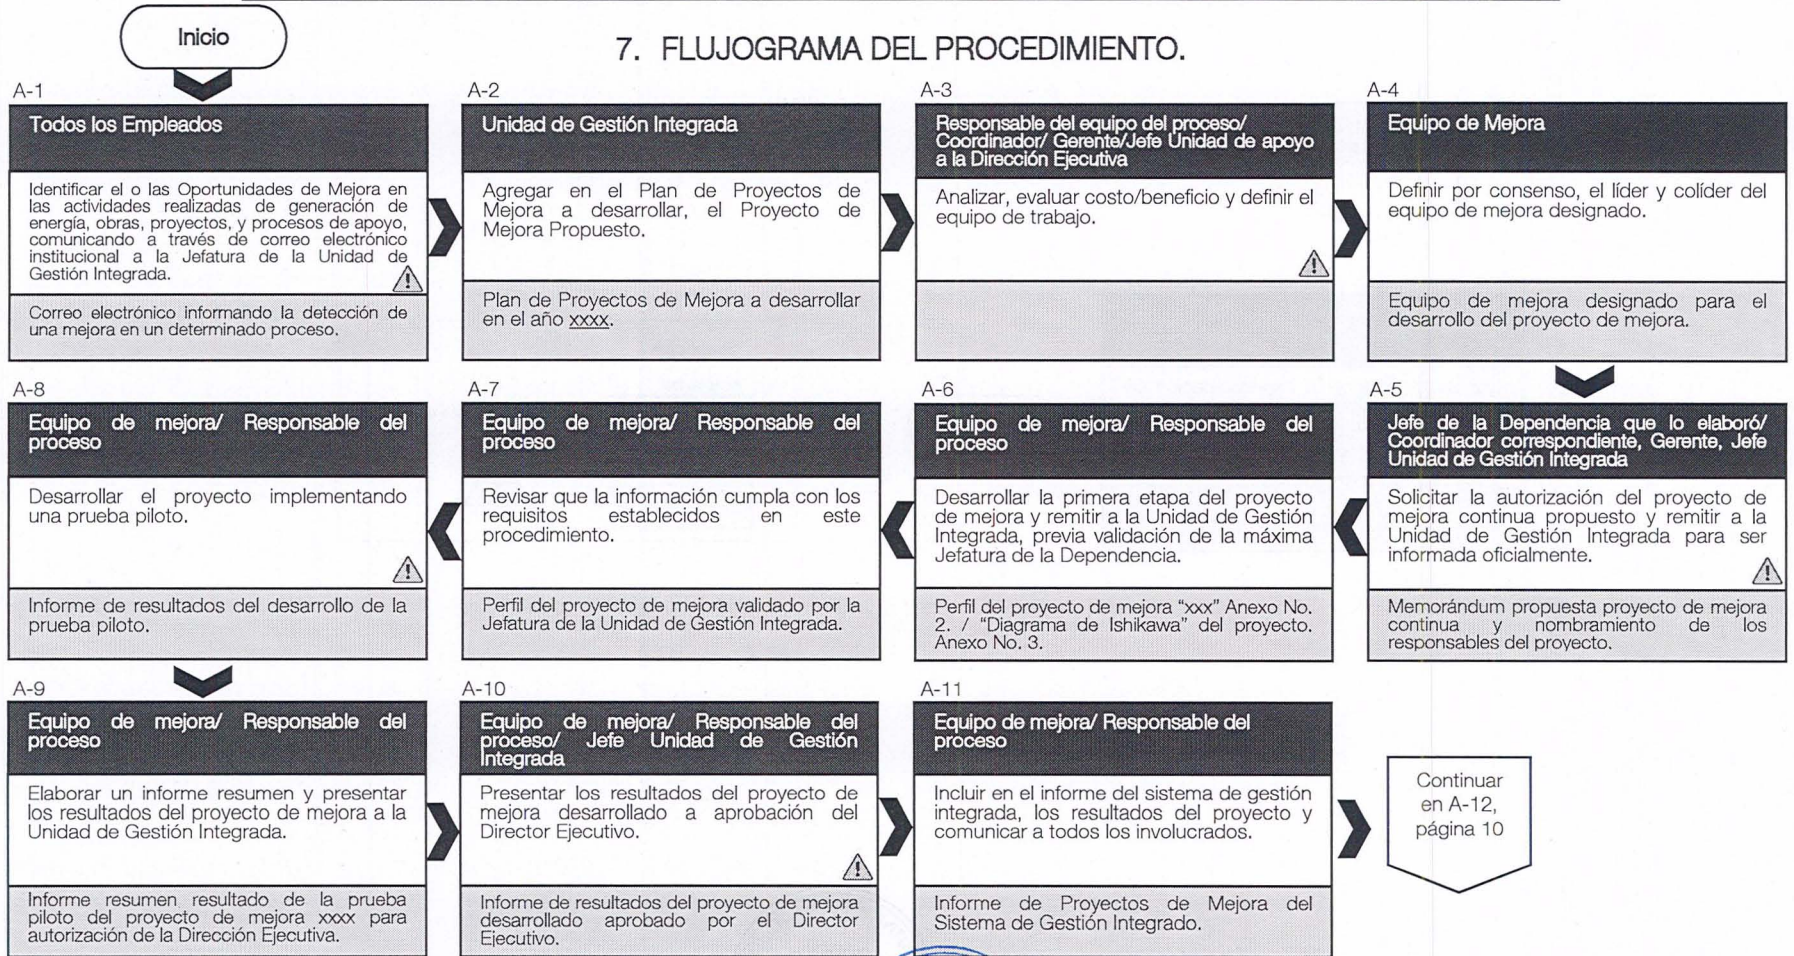 Inicio
7. FLUJOGRAMA DEL PROCEDIMIENTO.
A-1
Todos los Empleados
Identificar el o las Oportunidades de Mejora en
las actividades realizadas de generación de
energía, obras, proyectos, y procesos de apoyo,
comunicando a través de correo electrónico
institucional a la Jefatura de la Unidad de
Gestión Integrada.
Correo electrónico informando la detección de
una mejora en un determinado proceso.
A-2
Unidad de Gestión Integrada
Agregar en el Plan de Proyectos de
Mejora a desarrollar, el Proyecto de
Mejora Propuesto.
Plan de Proyectos de Mejora a desarrollar
en el año xxxx.
A-3
Responsable del equipo del proceso/
Coordinador/ Gerente/Jefe Unidad de apoyo
a la Dirección Ejecutiva
Analizar, evaluar costo/beneficio y definir el
equipo de trabajo.
A-4
Equipo de Mejora
Definir por consenso, el líder y colíder del
equipo de mejora designado.
Equipo de mejora designado para el
desarrollo del proyecto de mejora.
A-5
Jefe de la Dependencia que lo elaboró/
Coordinador correspondiente, Gerente, Jefe
Unidad de Gestión Integrada
Solicitar la autorización del proyecto de
mejora continua propuesto y remitir a la
Unidad de Gestión Integrada para ser
informada oficialmente.
Memorándum propuesta proyecto de mejora
continua y nombramiento de los
responsables del proyecto.
A-6
Equipo de mejora/ Responsable del
proceso
Desarrollar la primera etapa del proyecto
de mejora y remitir a la Unidad de Gestión
Integrada, previa validación de la máxima
Jefatura de la Dependencia.
Perfil del proyecto de mejora “xxx” Anexo No.
2. / “Diagrama de Ishikawa” del proyecto.
Anexo No. 3.
A-7
Equipo de mejora/ Responsable del
proceso
Revisar que la información cumpla con los
requisitos establecidos en este
procedimiento.
Perfil del proyecto de mejora validado por la
Jefatura de la Unidad de Gestión Integrada.
A-8
Equipo de mejora/ Responsable del
proceso
Desarrollar el proyecto implementando
una prueba piloto.
Informe de resultados del desarrollo de la
prueba piloto.
A-9
Equipo de mejora/ Responsable del
proceso
Elaborar un informe resumen y presentar
los resultados del proyecto de mejora a la
Unidad de Gestión Integrada.
Informe resumen resultado de la prueba
piloto del proyecto de mejora xxxx para
autorización de la Dirección Ejecutiva.
A-10
Equipo de mejora/ Responsable del
proceso/ Jefe Unidad de Gestión
Integrada
Presentar los resultados del proyecto de
mejora desarrollado a aprobación del
Director Ejecutivo.
Informe de resultados del proyecto de mejora
desarrollado aprobado por el Director
Ejecutivo.
A-11
Equipo de mejora/ Responsable del
proceso
Incluir en el informe del sistema de gestión
integrada, los resultados del proyecto y
comunicar a todos los involucrados.
Informe de Proyectos de Mejora del
Sistema de Gestión Integrado.
Continuar
en A-12,
página 10